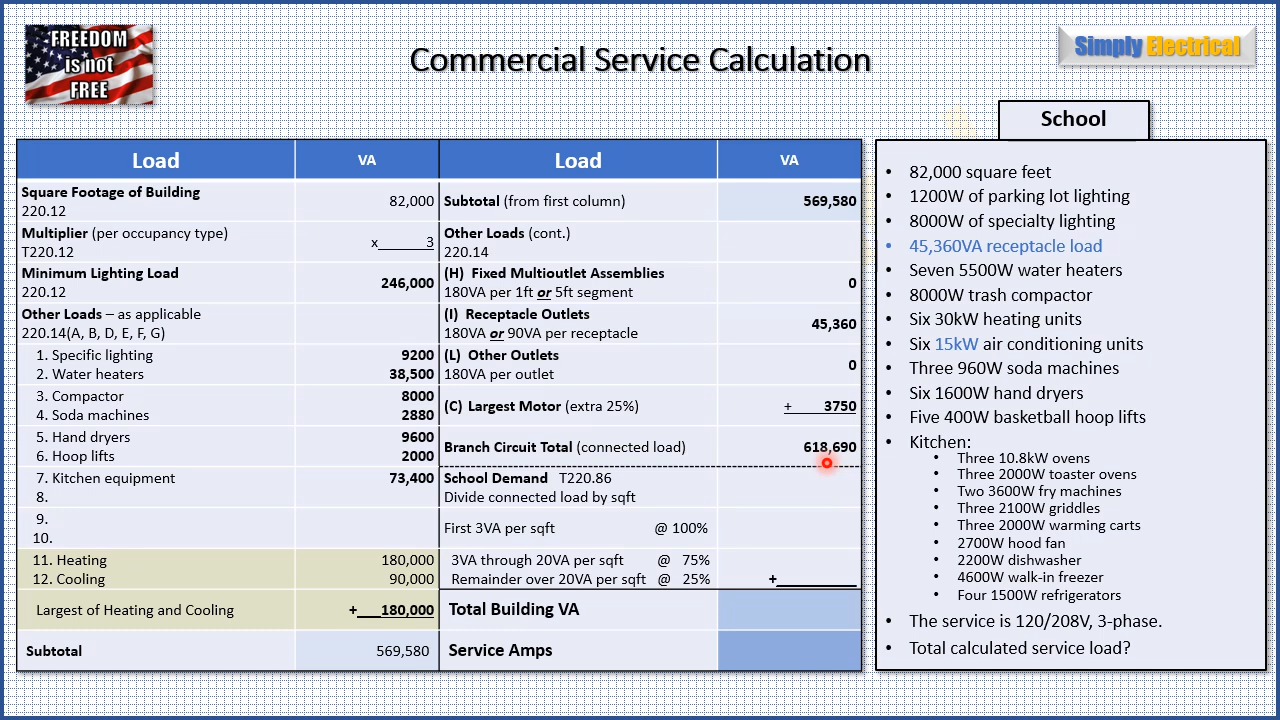 FREEDOM
is not
FREE
Commercial Service Calculation
Simply Electrical
School
Load VA Load VA
Square Footage of Building
220.12 82,000
Subtotal (from first column) 569,580
Multiplier (per occupancy type)
T220.12 x 3
Other Loads (cont.)
220.14
Minimum Lighting Load
220.12 246,000
(H) Fixed Multioutlet Assemblies
180VA per 1ft or 5ft segment 0
Other Loads – as applicable
220.14(A, B, D, E, F, G)
(I) Receptacle Outlets
180VA or 90VA per receptacle 45,360
1. Specific lighting 9200
2. Water heaters 38,500
(L) Other Outlets
180VA per outlet 0
3. Compactor 8000
4. Soda machines 2880
(C) Largest Motor (extra 25%) + 3750
5. Hand dryers 9600
6. Hoop lifts 2000
Branch Circuit Total (connected load) 618,690
7. Kitchen equipment 73,400
8.
School Demand T220.86
Divide connected load by sqft
9.
10.
First 3VA per sqft @ 100%
11. Heating 180,000
12. Cooling 90,000
3VA through 20VA per sqft @ 75%
Remainder over 20VA per sqft @ 25% +
Largest of Heating and Cooling + 180,000
Total Building VA
Subtotal 569,580
Service Amps
• 82,000 square feet
• 1200W of parking lot lighting
• 8000W of specialty lighting
• 45,360VA receptacle load
• Seven 5500W water heaters
• 8000W trash compactor
• Six 30kW heating units
• Six 15kW air conditioning units
• Three 960W soda machines
• Six 1600W hand dryers
• Five 400W basketball hoop lifts
• Kitchen:
• Three 10.8kW ovens
• Three 2000W toaster ovens
• Two 3600W fry machines
• Three 2100W griddles
• Three 2000W warming carts
• 2700W hood fan
• 2200W dishwasher
• 4600W walk-in freezer
• Four 1500W refrigerators
• The service is 120/208V, 3-phase.
• Total calculated service load?